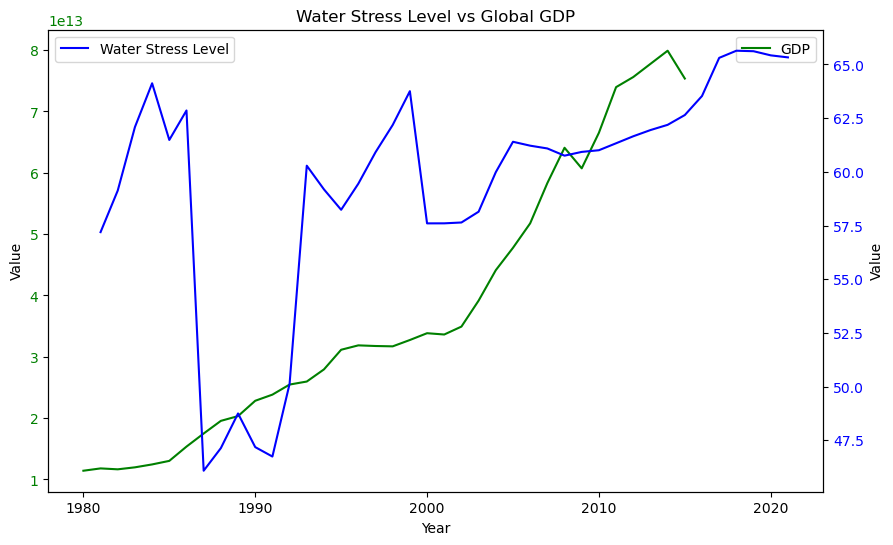 Water Stress Level vs Global GDP
1e13
Water Stress Level
GDP
8
7
6
5
4
3
2
1
Value
65.0
62.5
60.0
57.5
55.0
52.5
50.0
47.5
Value
1980 1990 2000 2010 2020
Year